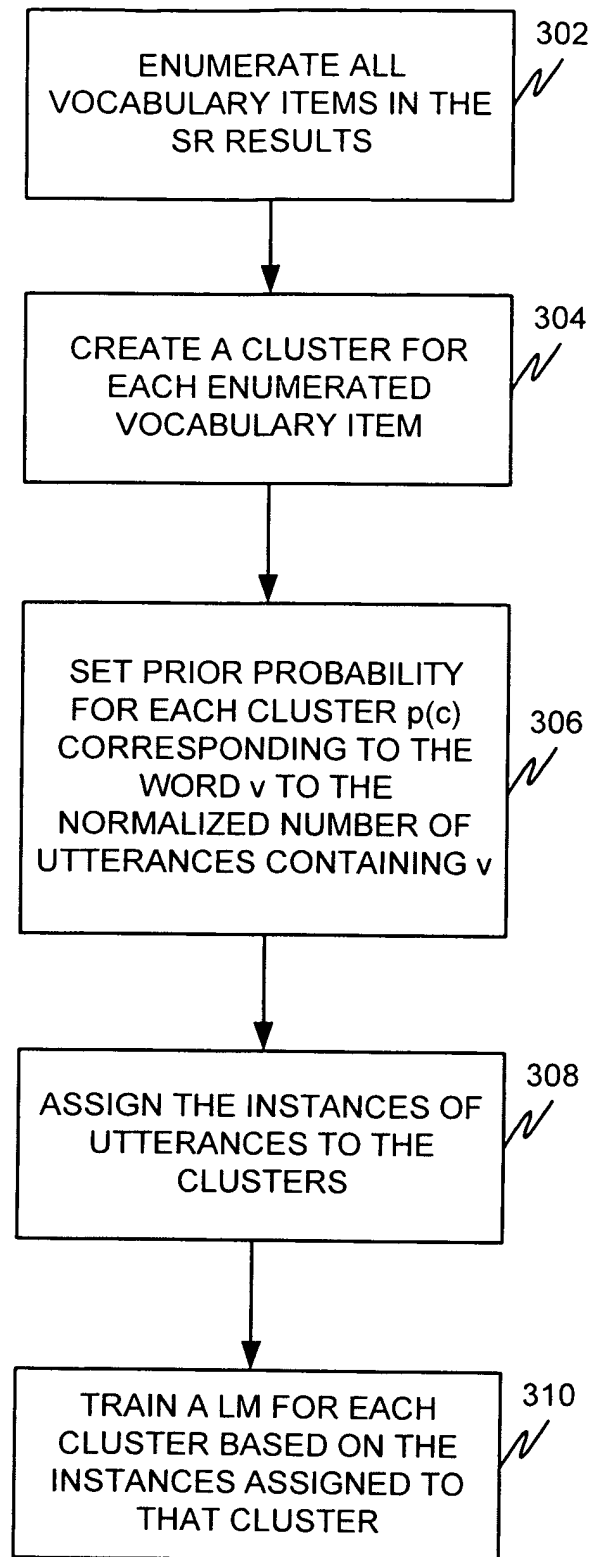 302
ENUMERATE ALL
VOCABULARY ITEMS IN THE
SR RESULTS
304
CREATE A CLUSTER FOR
EACH ENUMERATED
VOCABULARY ITEM
306
SET PRIOR PROBABILITY
FOR EACH CLUSTER p(c)
CORRESPONDING TO THE
WORD v TO THE
NORMALIZED NUMBER OF
UTTERANCES CONTAINING v
308
ASSIGN THE INSTANCES OF
UTTERANCES TO THE
CLUSTERS
310
TRAIN A LM FOR EACH
CLUSTER BASED ON THE
INSTANCES ASSIGNED TO
THAT CLUSTER